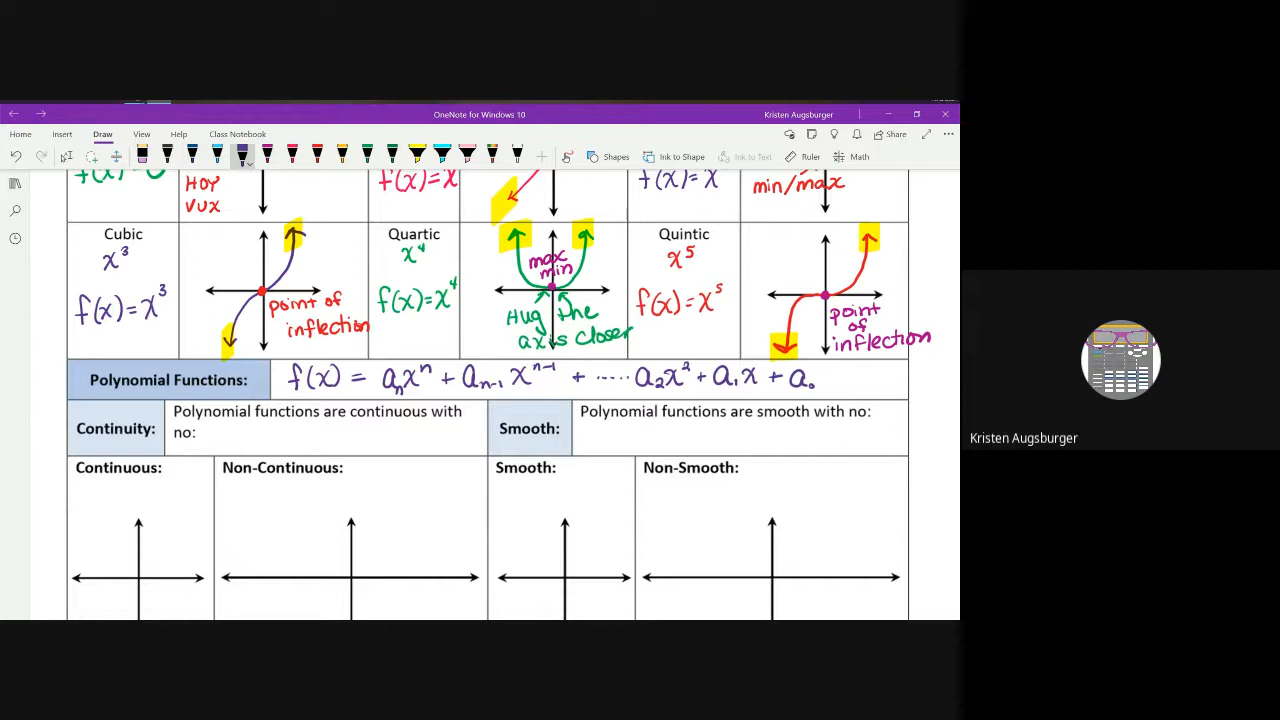 OneNote for Windows 10
Kristen Augsburger
Home Insert Draw View Help Class Notebook
Share
Shapes Ink to Shape Ink to Text Ruler Math
HOY
VUX
f(x)=x
f(x)=x
min/max
Cubic
x³
f(x)=x³
point of
inflection
Quartic
x⁴
f(x)=x⁴
max
min
Hug the
axis closer
Quintic
x⁵
f(x)=x⁵
point
of
inflection
Polynomial Functions: f(x) = aₙxⁿ + aₙ₋₁ xⁿ⁻¹ + ..... a₂x² + a₁x + a₀
Continuity:
Polynomial functions are continuous with
no:
Smooth:
Polynomial functions are smooth with no:
Continuous: Non-Continuous: Smooth: Non-Smooth:
Kristen Augsburger